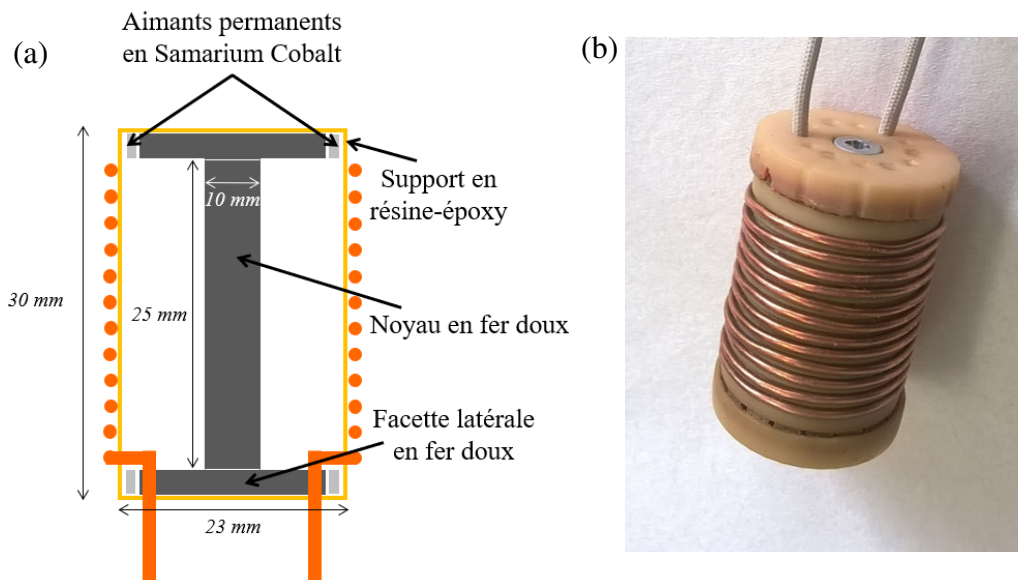 Aimants permanents
en Samarium Cobalt
(a)
(b)
Support en
résine-époxy
10 mm
30 mm
25 mm
Noyau en fer doux
Facette latérale
en fer doux
23 mm